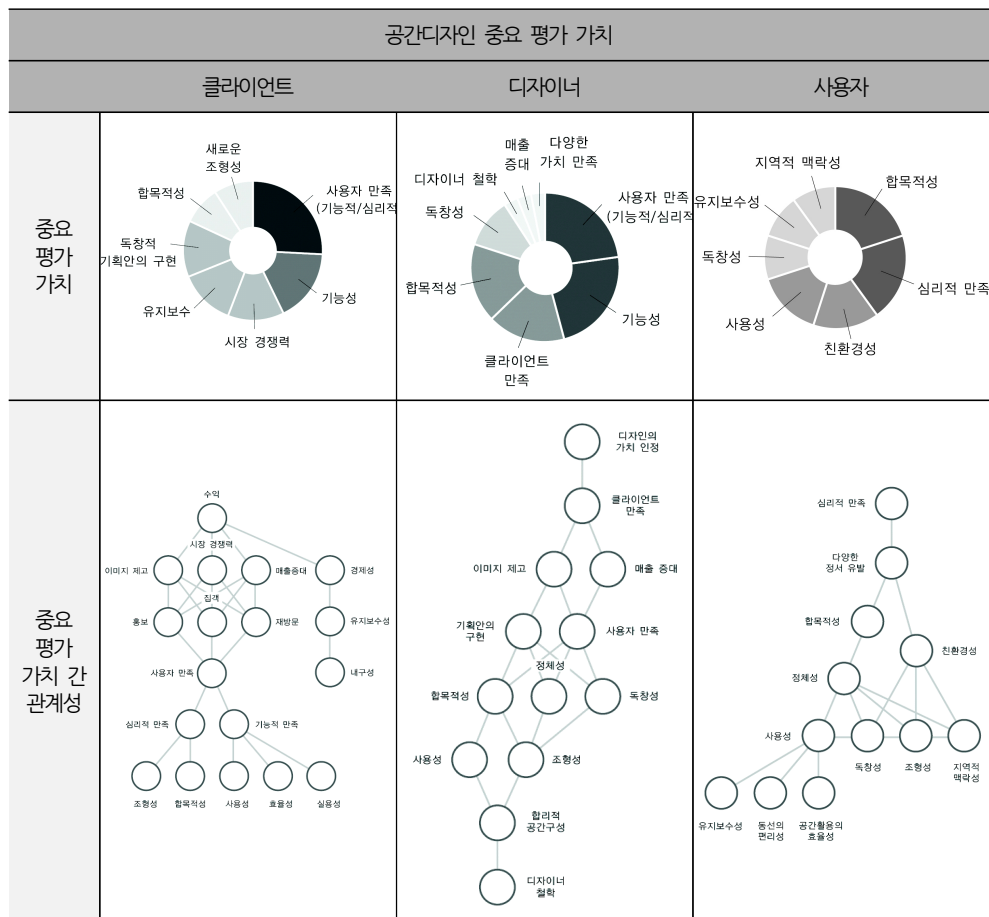 공간디자인 중요 평가 가치
클라이언트
디자이너
사용자
중요
평가
가치
새로운
조형성
합목적성
독창적
기획안의 구현
유지보수
시장 경쟁력
기능성
사용자 만족
(기능적/심리적
매출
증대
다양한
가치 만족
디자이너 철학
독창성
합목적성
클라이언트
만족
기능성
사용자 만족
(기능적/심리적
지역적 맥락성
유지보수성
독창성
사용성
친환경성
심리적 만족
합목적성
중요
평가
가치 간
관계성
수익
시장 경쟁력
이미지 제고
매출증대
경제성
집객
홍보
재방문
유지보수성
사용자 만족
내구성
심리적 만족
기능적 만족
조형성
합목적성
사용성
효율성
실용성
디자인의
가치 인정
클라이언트
만족
이미지 제고
매출 증대
기획안의
구현
사용자 만족
정체성
합목적성
독창성
사용성
조형성
합리적
공간구성
디자이너
철학
심리적 만족
다양한
정서 유발
합목적성
친환경성
정체성
사용성
독창성
조형성
지역적
맥락성
유지보수성
동선의
편리성
공간활용의
효율성